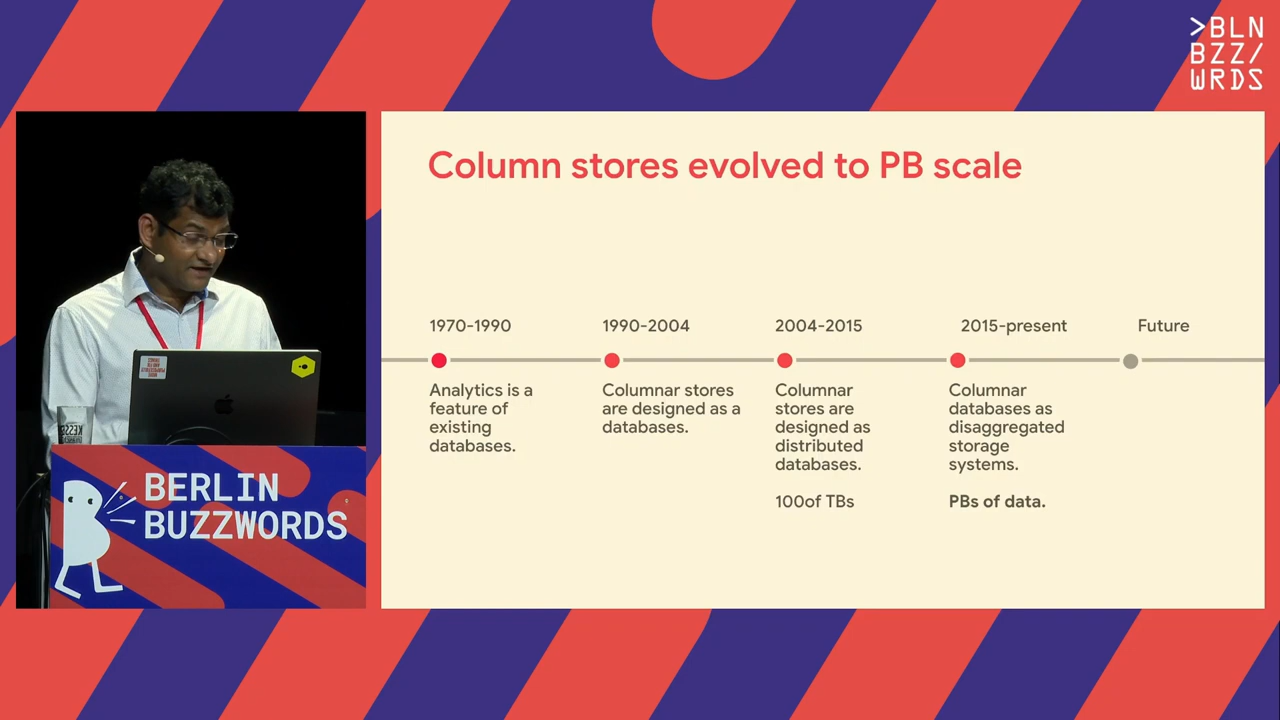 >BLN
BZZ/
WRDS
Column stores evolved to PB scale
1970-1990
1990-2004
2004-2015
2015-present
Future
Analytics is a
feature of
existing
databases.
Columnar stores
are designed as a
databases.
Columnar
stores are
designed as
distributed
databases.
100of TBs
Columnar
databases as
disaggregated
storage
systems.
PBs of data.
BERLIN
BUZZWORDS